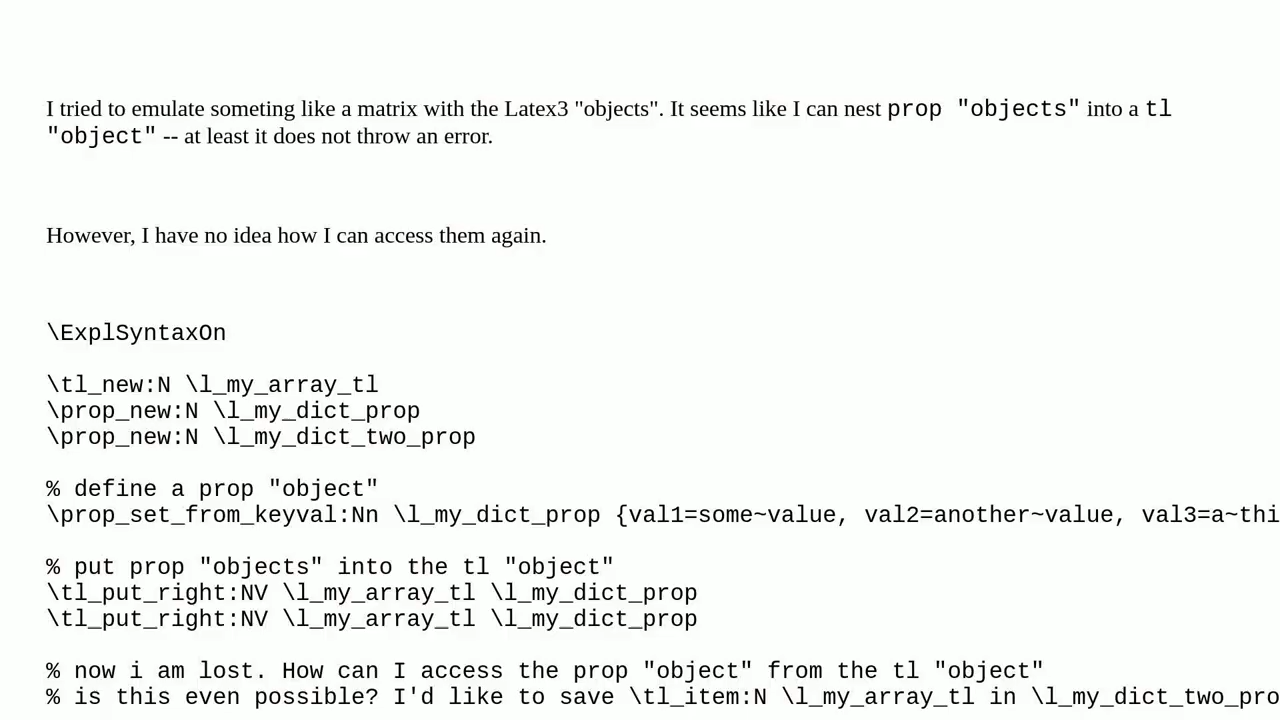 I tried to emulate someting like a matrix with the Latex3 "objects". It seems like I can nest prop "objects" into a tl
"object" -- at least it does not throw an error.
However, I have no idea how I can access them again.
\ExplSyntaxOn
\tl_new:N \l_my_array_tl
\prop_new:N \l_my_dict_prop
\prop_new:N \l_my_dict_two_prop
% define a prop "object"
\prop_set_from_keyval:Nn \l_my_dict_prop {val1=some~value, val2=another~value, val3=a~thi
% put prop "objects" into the tl "object"
\tl_put_right:NV \l_my_array_tl \l_my_dict_prop
\tl_put_right:NV \l_my_array_tl \l_my_dict_prop
% now i am lost. How can I access the prop "object" from the tl "object"
% is this even possible? I'd like to save \tl_item:N \l_my_array_tl in \l_my_dict_two_pro